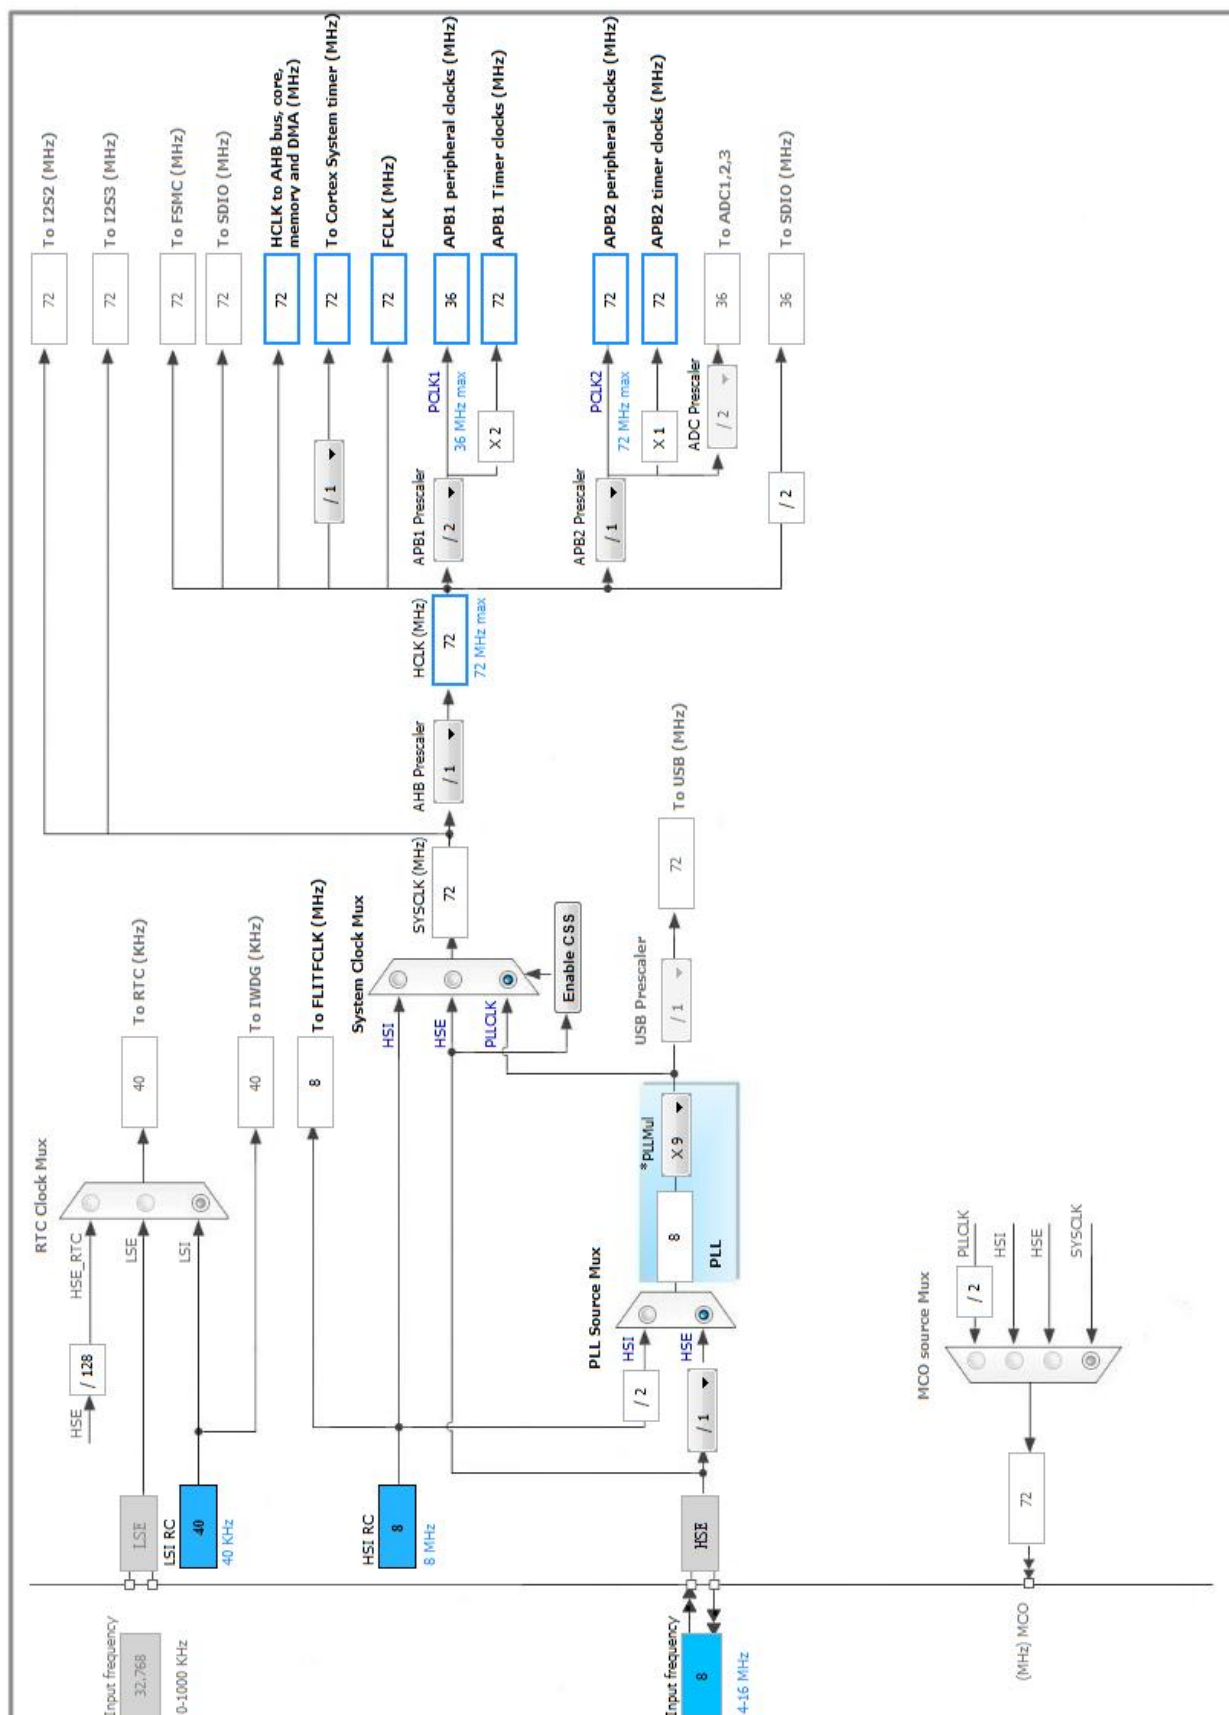 Input frequency
32.768
0-1000 KHz
LSE
LSI RC
40
40 KHz
HSE
/ 128
HSE_RTC
LSE
LSI
RTC Clock Mux
40
To RTC (KHz)
40
To IWDG (KHz)
HSI RC
8
8 MHz
8
To FLITFCLK (MHz)
Input frequency
8
4-16 MHz
HSE
/ 1
/ 2
HSI
HSE
PLL Source Mux
8
PLL
*PLLMul
X 9
USB Prescaler
/ 1
72
To USB (MHz)
System Clock Mux
HSI
HSE
PLLCLK
Enable CSS
SYSCLK (MHz)
72
AHB Prescaler
/ 1
HCLK (MHz)
72
72 MHz max
72
To I2S2 (MHz)
72
To I2S3 (MHz)
72
To FSMC (MHz)
72
To SDIO (MHz)
72
HCLK to AHB bus, core,
memory and DMA (MHz)
/ 1
72
To Cortex System timer (MHz)
72
FCLK (MHz)
APB1 Prescaler
/ 2
PCLK1
36 MHz max
36
APB1 peripheral clocks (MHz)
X 2
72
APB1 Timer clocks (MHz)
APB2 Prescaler
/ 1
PCLK2
72 MHz max
72
APB2 peripheral clocks (MHz)
X 1
72
APB2 timer clocks (MHz)
ADC Prescaler
/ 2
36
To ADC1,2,3
/ 2
36
To SDIO (MHz)
MCO source Mux
/ 2
PLLCLK
HSI
HSE
SYSCLK
72
(MHz) MCO